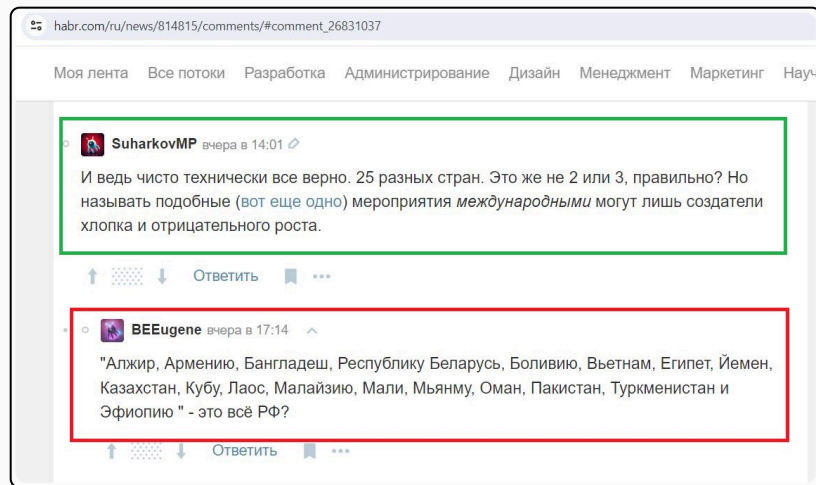 habr.com/ru/news/814815/comments/#comment_26831037
Моя лента Все потоки Разработка Администрирование Дизайн Менеджмент Маркетинг Науч
SuharkovMP вчера в 14:01
И ведь чисто технически все верно. 25 разных стран. Это же не 2 или 3, правильно? Но
называть подобные (вот еще одно) мероприятия международными могут лишь создатели
хлопка и отрицательного роста.
Ответить
BEEugene вчера в 17:14
"Алжир, Армению, Бангладеш, Республику Беларусь, Боливию, Вьетнам, Египет, Йемен,
Казахстан, Кубу, Лаос, Малайзию, Мали, Мьянму, Оман, Пакистан, Туркменистан и
Эфиопию " - это всё РФ?
Ответить